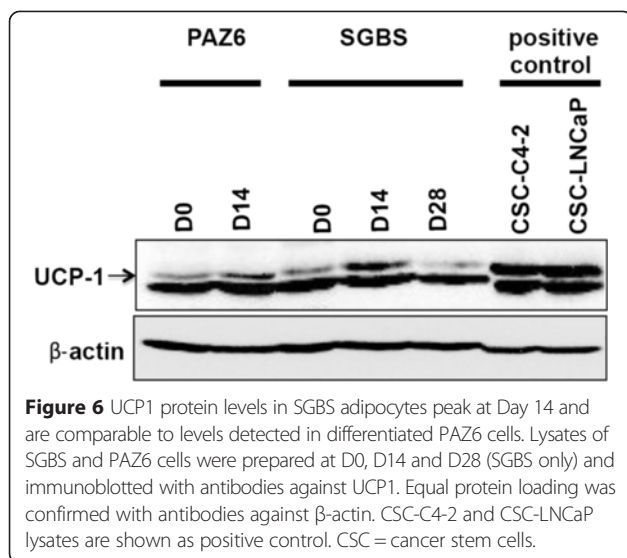 PAZ6 SGBS positive control
D0 D14 D0 D14 D28 CSC-C4-2 CSC-LNCaP
UCP-1
β-actin
Figure 6 UCP1 protein levels in SGBS adipocytes peak at Day 14 and
are comparable to levels detected in differentiated PAZ6 cells. Lysates of
SGBS and PAZ6 cells were prepared at D0, D14 and D28 (SGBS only) and
immunoblotted with antibodies against UCP1. Equal protein loading was
confirmed with antibodies against β-actin. CSC-C4-2 and CSC-LNCaP
lysates are shown as positive control. CSC = cancer stem cells.